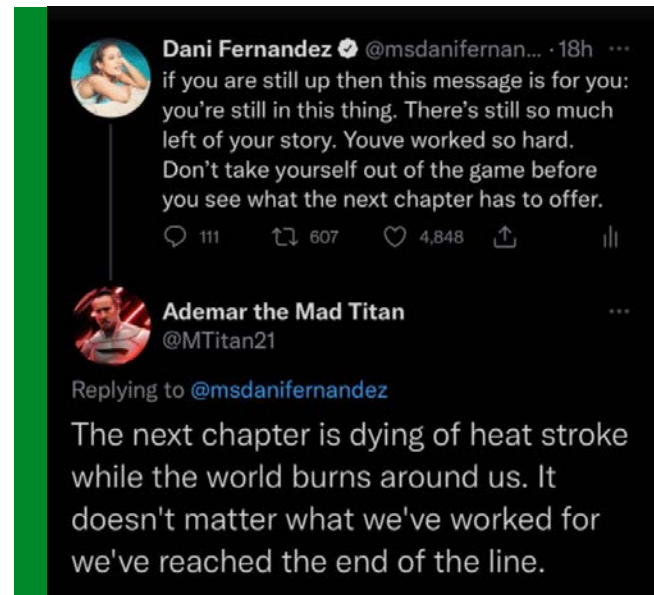 Dani Fernandez @msdanifernan... · 18h ···
if you are still up then this message is for you:
you're still in this thing. There's still so much
left of your story. Youve worked so hard.
Don't take yourself out of the game before
you see what the next chapter has to offer.
111 607 4,848
Ademar the Mad Titan ···
@MTitan21
Replying to @msdanifernandez
The next chapter is dying of heat stroke
while the world burns around us. It
doesn't matter what we've worked for
we've reached the end of the line.